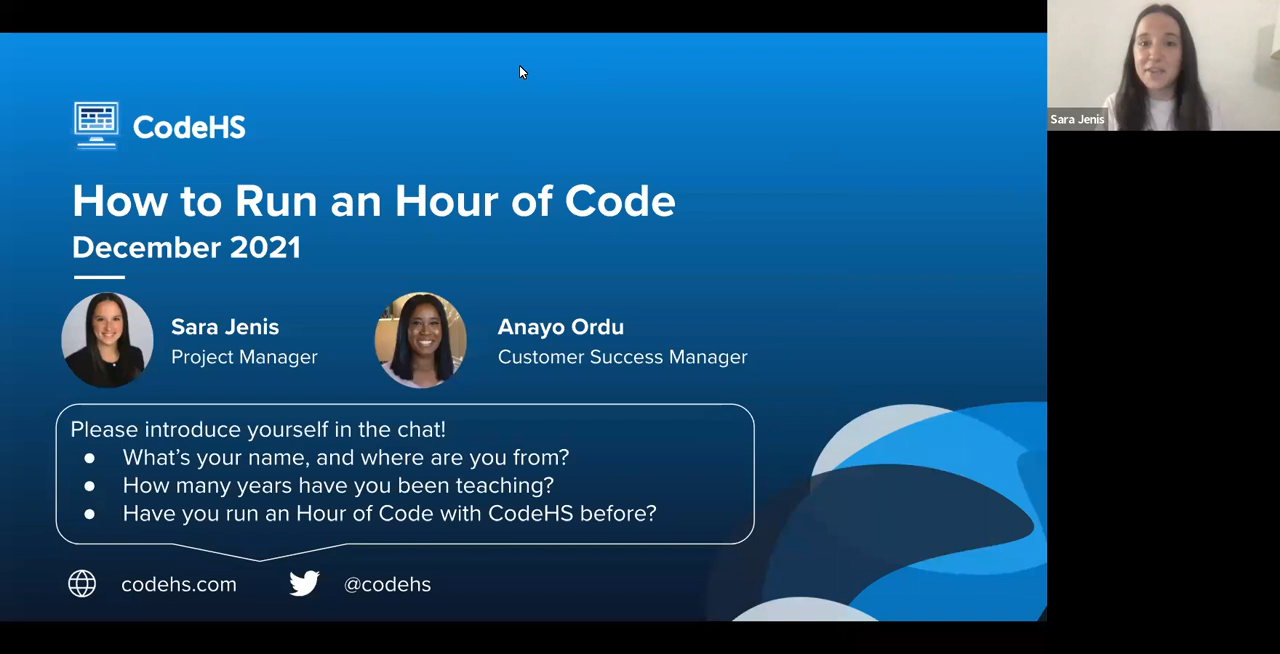 CodeHS
How to Run an Hour of Code
December 2021
Sara Jenis
Project Manager
Anayo Ordu
Customer Success Manager
Please introduce yourself in the chat!
● What's your name, and where are you from?
● How many years have you been teaching?
● Have you run an Hour of Code with CodeHS before?
codehs.com
@codehs
Sara Jenis